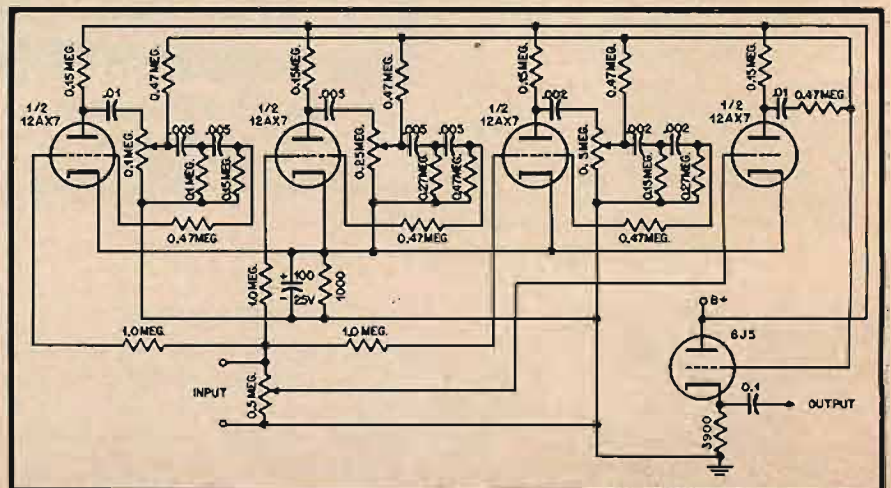 0.15MEG.
0.47MEG.
0.15MEG.
0.47MEG.
0.15MEG.
0.47MEG.
0.15MEG.
.01
.005
.002
.01
0.47MEG.
1/2
12AX7
1/2
12AX7
1/2
12AX7
1/2
12AX7
0.1MEG.
.005
.005
0.25MEG.
.005
.005
.002
.002
0.1MEG.
0.15MEG.
0.27MEG.
0.47MEG.
0.15MEG.
0.27MEG.
0.47MEG.
0.47MEG.
0.47MEG.
1.0MEG.
+
100
-
25V
1000
1.0MEG.
1.0MEG.
B+
6J5
INPUT
0.5MEG.
0.1
OUTPUT
3900